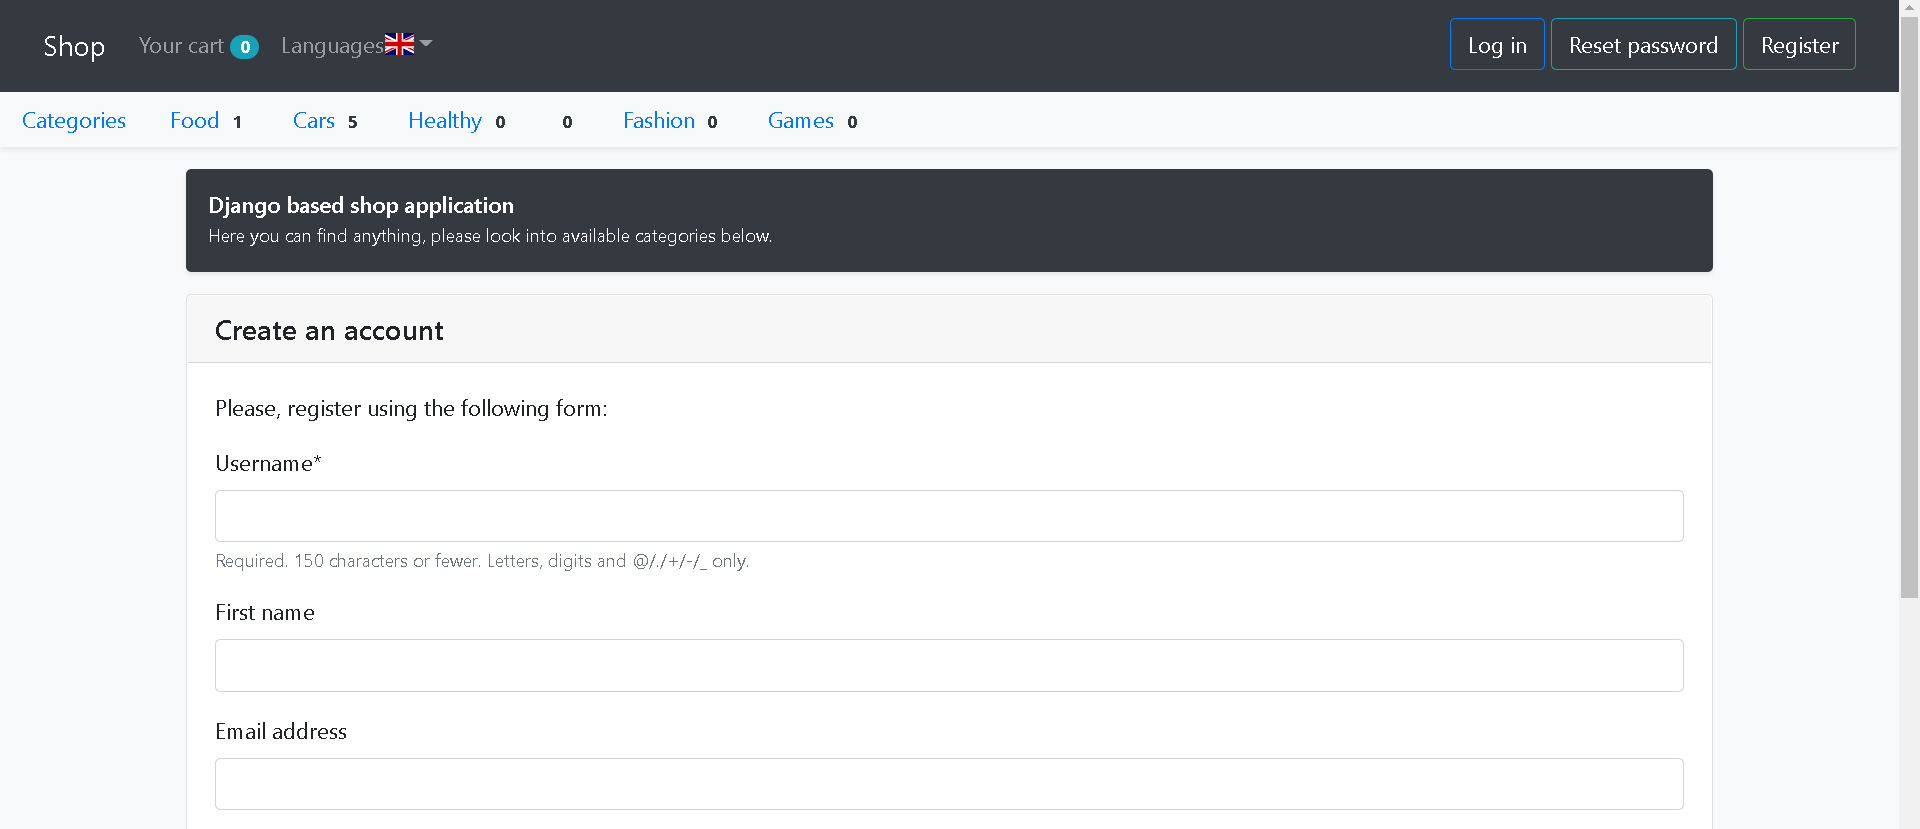 Shop Your cart 0 Languages Log in Reset password Register
Categories Food 1 Cars 5 Healthy 0 0 Fashion 0 Games 0
Django based shop application
Here you can find anything, please look into available categories below.
Create an account
Please, register using the following form:
Username*
Required. 150 characters or fewer. Letters, digits and @/./+/-/_ only.
First name
Email address